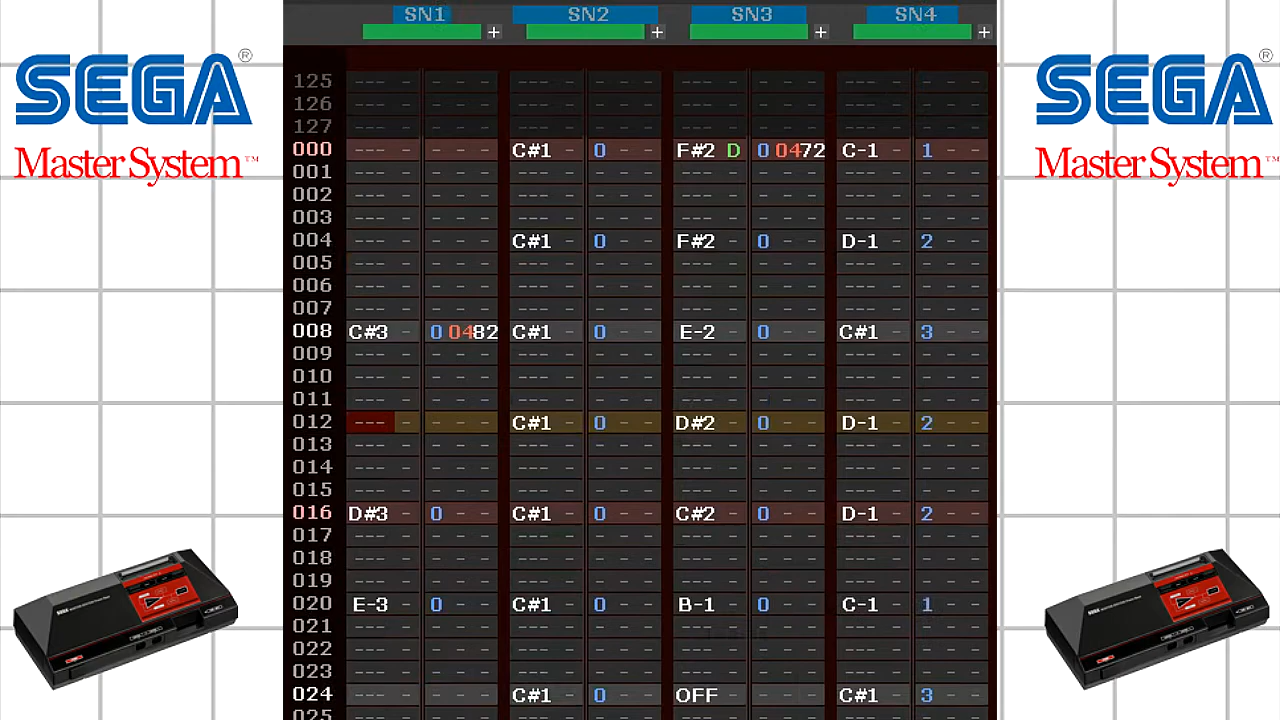 SN1 SN2 SN3 SN4
+ + + +
SEGA®
Master System™
SEGA®
Master System™
125 --- - - - - --- - - - - --- - - - - --- - - - -
126 --- - - - - --- - - - - --- - - - - --- - - - -
127 --- - - - - --- - - - - --- - - - - --- - - - -
000 --- - - - - C#1 - 0 - - F#2 D 0 0472 C-1 - 1 - -
001 --- - - - - --- - - - - --- - - - - --- - - - -
002 --- - - - - --- - - - - --- - - - - --- - - - -
003 --- - - - - --- - - - - --- - - - - --- - - - -
004 --- - - - - C#1 - 0 - - F#2 - 0 - - D-1 - 2 - -
005 --- - - - - --- - - - - --- - - - - --- - - - -
006 --- - - - - --- - - - - --- - - - - --- - - - -
007 --- - - - - --- - - - - --- - - - - --- - - - -
008 C#3 - 0 0482 C#1 - 0 - - E-2 - 0 - - C#1 - 3 - -
009 --- - - - - --- - - - - --- - - - - --- - - - -
010 --- - - - - --- - - - - --- - - - - --- - - - -
011 --- - - - - --- - - - - --- - - - - --- - - - -
012 --- - - - - C#1 - 0 - - D#2 - 0 - - D-1 - 2 - -
013 --- - - - - --- - - - - --- - - - - --- - - - -
014 --- - - - - --- - - - - --- - - - - --- - - - -
015 --- - - - - --- - - - - --- - - - - --- - - - -
016 D#3 - 0 - - C#1 - 0 - - C#2 - 0 - - D-1 - 2 - -
017 --- - - - - --- - - - - --- - - - - --- - - - -
018 --- - - - - --- - - - - --- - - - - --- - - - -
019 --- - - - - --- - - - - --- - - - - --- - - - -
020 E-3 - 0 - - C#1 - 0 - - B-1 - 0 - - C-1 - 1 - -
021 --- - - - - --- - - - - --- - - - - --- - - - -
022 --- - - - - --- - - - - --- - - - - --- - - - -
023 --- - - - - --- - - - - --- - - - - --- - - - -
024 --- - - - - C#1 - 0 - - OFF - - - - C#1 - 3 - -
025 --- - - - - --- - - - - --- - - - - --- - - - -